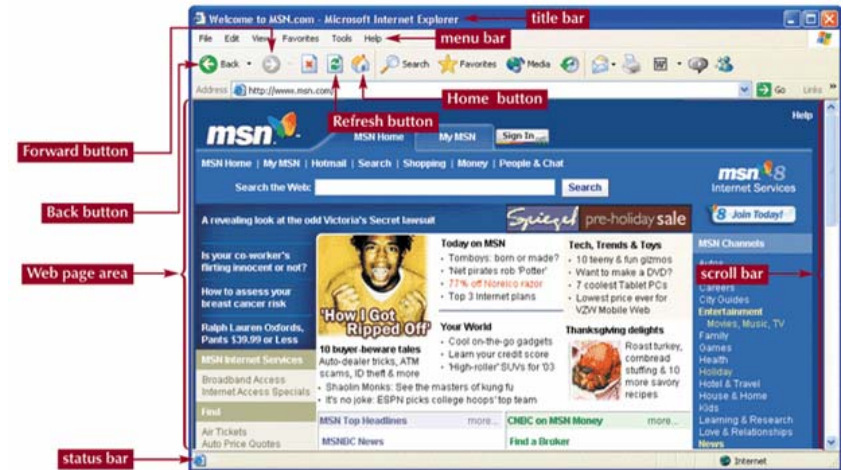 Welcome to MSN.com - Microsoft Internet Explorer
title bar
File Edit View Favorites Tools Help
menu bar
Back Search Favorites Media
Address http://www.msn.com/ Go Links »
Home button
Refresh button
Forward button
Back button
Web page area
scroll bar
status bar
Help
msn
MSN Home My MSN Sign In
MSN Home | My MSN | Hotmail | Search | Shopping | Money | People & Chat
Search the Web: Search
msn 8
Internet Services
8 Join Today!
A revealing look at the odd Victoria's Secret lawsuit
Spiegel pre-holiday sale
Is your co-worker's
flirting innocent or not?
How to assess your
breast cancer risk
Ralph Lauren Oxfords,
Pants $39.99 or Less
MSN Internet Services
Broadband Access
Internet Access Specials
Find
Air Tickets
Auto Price Quotes
'How I Got
Ripped Off'
10 buyer-beware tales
Auto-dealer tricks, ATM
scams, ID theft & more
· Shaolin Monks: See the masters of kung fu
· It's no joke: ESPN picks college hoops' top team
Today on MSN
· Tomboys: born or made?
· 'Net pirates rob 'Potter'
· 77% off Norelco razor
· Top 3 Internet plans
Your World
· Cool on-the-go gadgets
· Learn your credit score
· 'High-roller' SUVs for '03
Tech, Trends & Toys
· 10 teeny & fun gizmos
· Want to make a DVD?
· 7 coolest Tablet PCs
· Lowest price ever for
VZW Mobile Web
Thanksgiving delights
Roast turkey,
cornbread
stuffing & 10
more savory
recipes
MSN Top Headlines more...
MSNBC News
CNBC on MSN Money more...
Find a Broker
MSN Channels
Autos
Careers
City Guides
Entertainment
Movies, Music, TV
Family
Games
Health
Holiday
Hotel & Travel
House & Home
Kids
Learning & Research
Love & Relationships
News
Internet